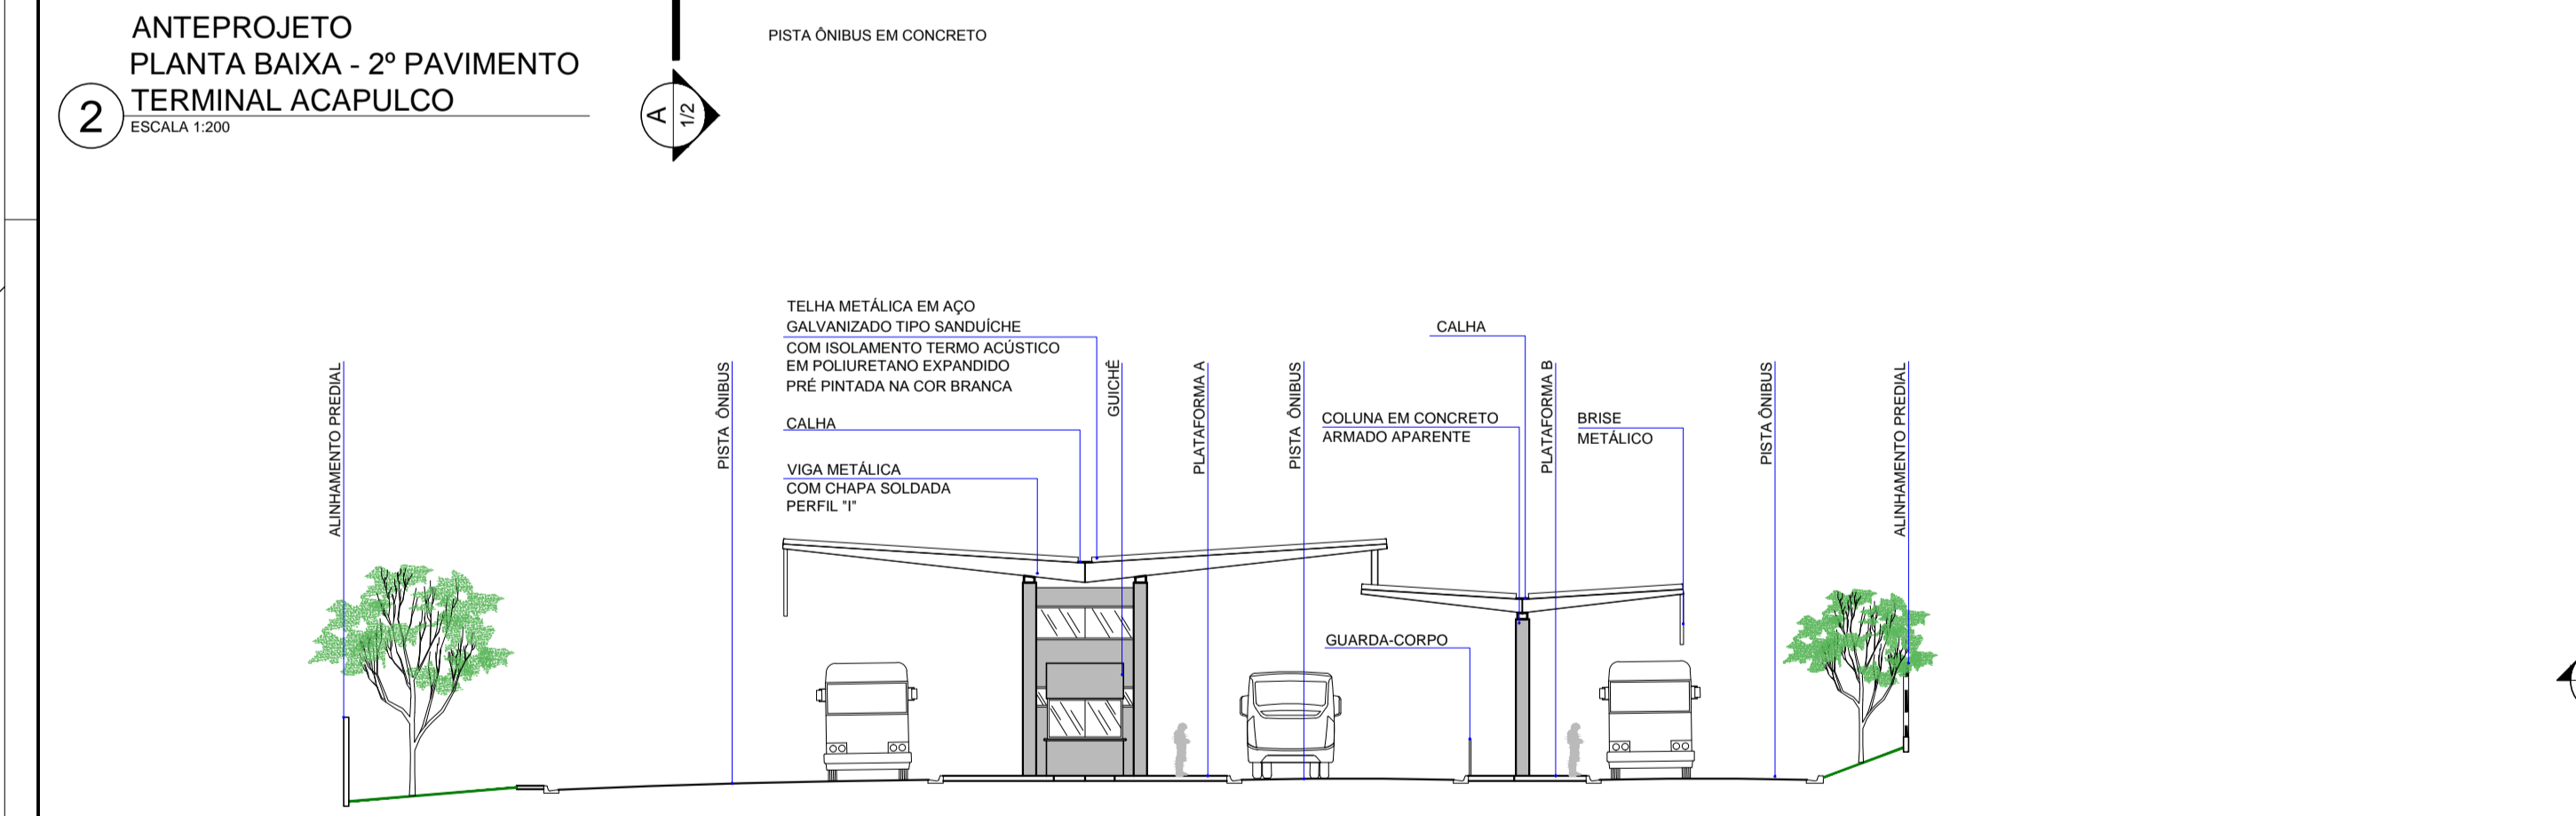 ANTEPROJETO
PLANTA BAIXA - 2º PAVIMENTO
2
TERMINAL ACAPULCO
ESCALA 1:200
A
1/2
PISTA ÔNIBUS EM CONCRETO
ALINHAMENTO PREDIAL
PISTA ÔNIBUS
TELHA METÁLICA EM AÇO
GALVANIZADO TIPO SANDUÍCHE
COM ISOLAMENTO TERMO ACÚSTICO
EM POLIURETANO EXPANDIDO
PRÉ PINTADA NA COR BRANCA
CALHA
VIGA METÁLICA
COM CHAPA SOLDADA
PERFIL "I"
GUICHÊ
PLATAFORMA A
PISTA ÔNIBUS
CALHA
COLUNA EM CONCRETO
ARMADO APARENTE
GUARDA-CORPO
PLATAFORMA B
BRISE
METÁLICO
PISTA ÔNIBUS
ALINHAMENTO PREDIAL